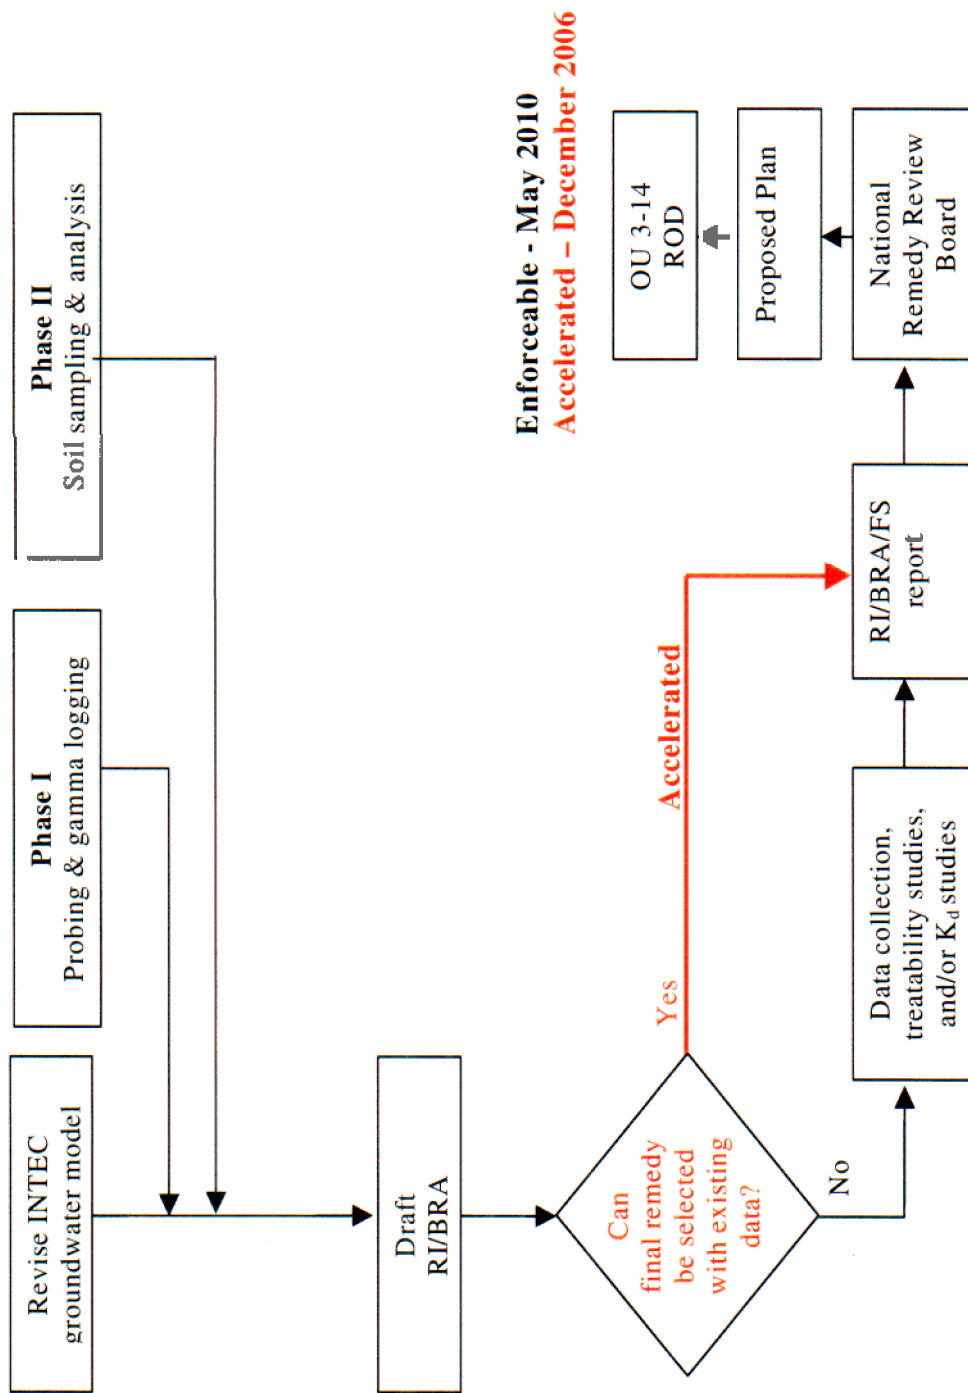 Revise INTEC
groundwater model
Phase I
Probing & gamma logging
Phase II
Soil sampling & analysis
Draft
RI/BRA
Can
final remedy
be selected
with existing
data?
Yes
Accelerated
No
Data collection,
treatability studies,
and/or Kd studies
RI/BRA/FS
report
National
Remedy Review
Board
Proposed Plan
OU 3-14
ROD
Enforceable - May 2010
Accelerated – December 2006